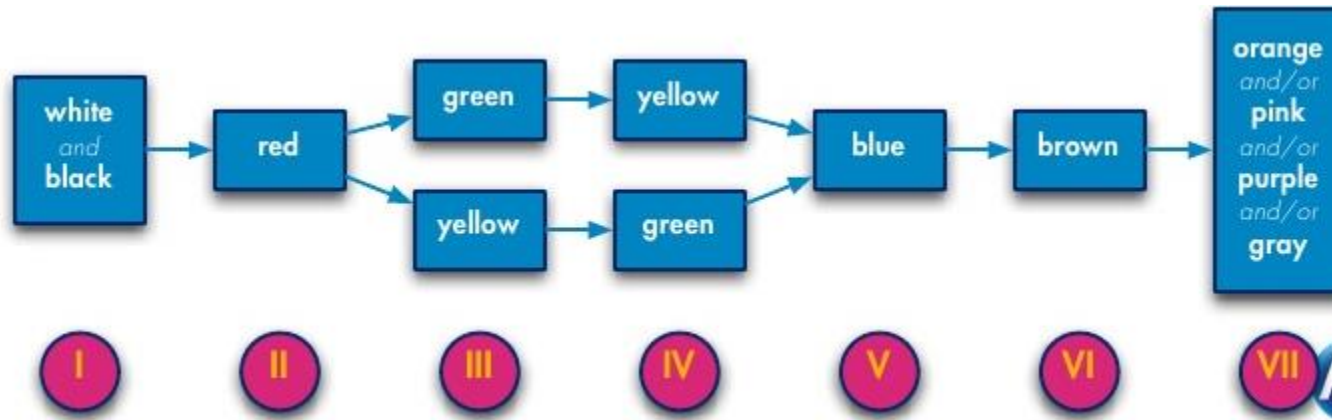 white
and
black
red
green
yellow
yellow
green
blue
brown
orange
and/or
pink
and/or
purple
and/or
gray
I
II
III
IV
V
VI
VII